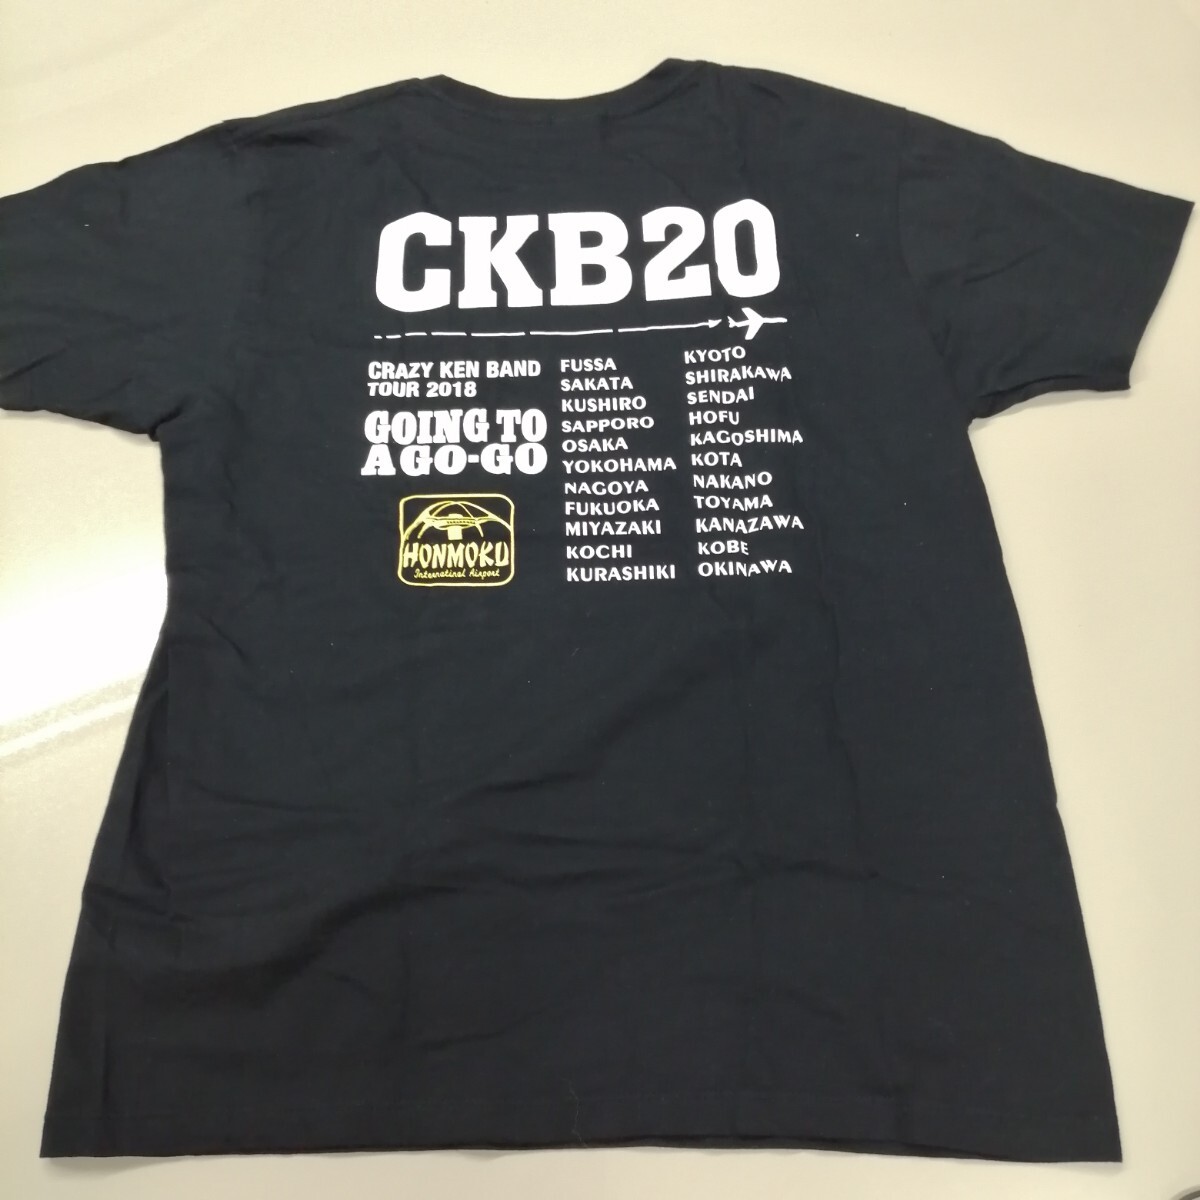 CKB20
CRAZY KEN BAND
TOUR 2018
GOING TO
A GO-GO
HONMOKU
Internatinal Airport
FUSSA
SAKATA
KUSHIRO
SAPPORO
OSAKA
YOKOHAMA
NAGOYA
FUKUOKA
MIYAZAKI
KOCHI
KURASHIKI
KYOTO
SHIRAKAWA
SENDAI
HOFU
KAGOSHIMA
KOTA
NAKANO
TOYAMA
KANAZAWA
KOBE
OKINAWA